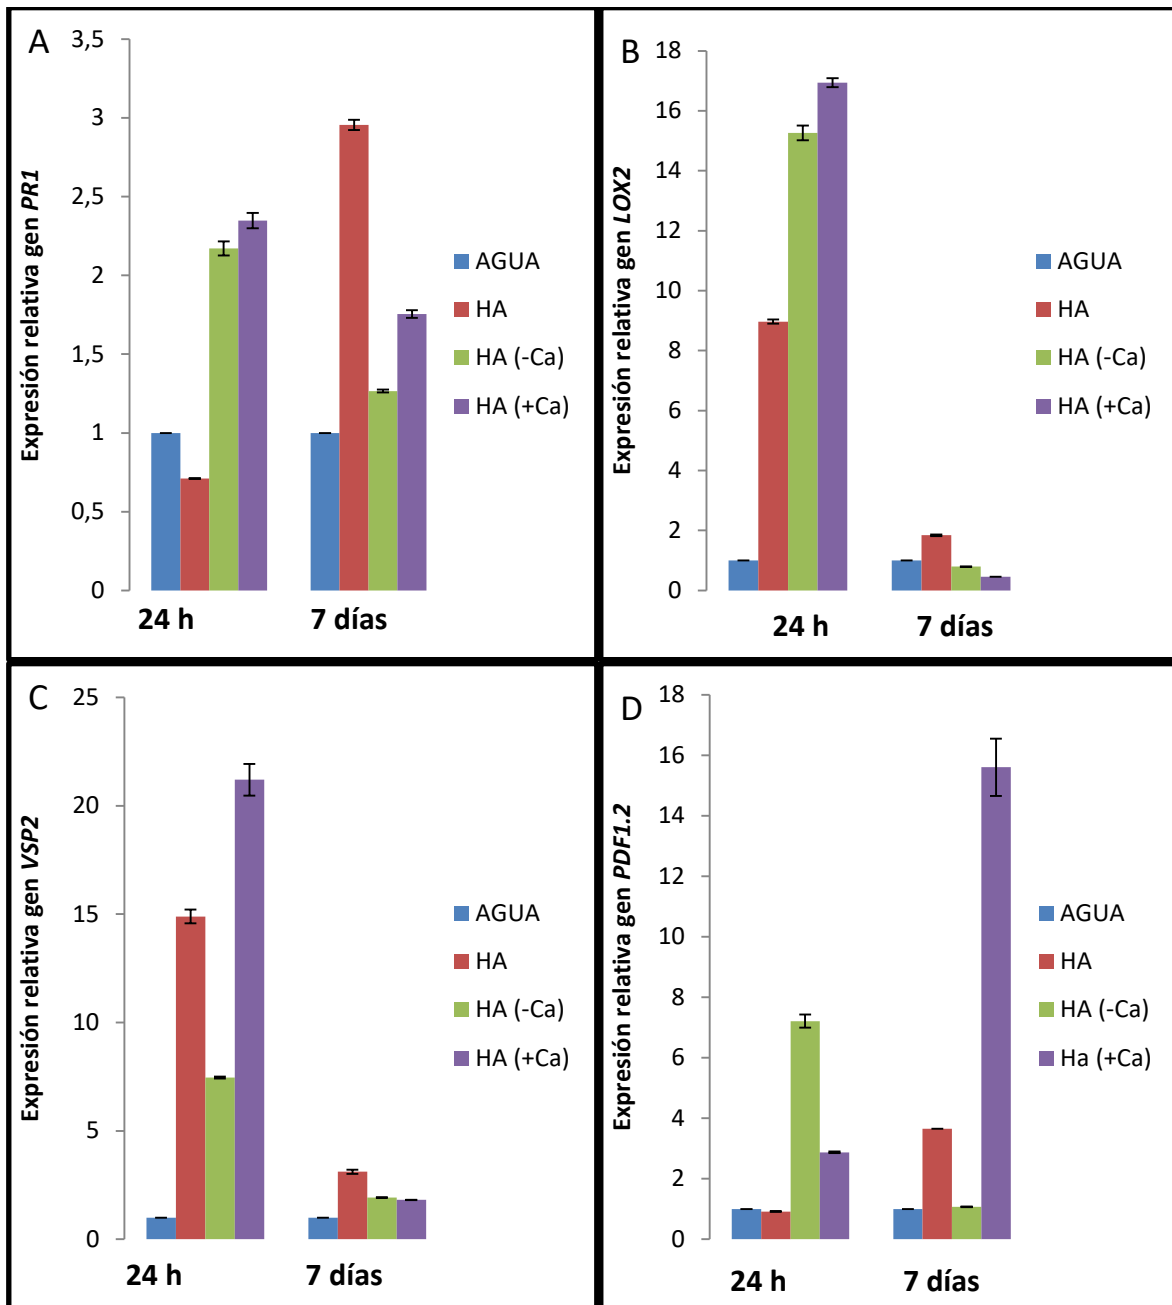 A
3,5
3
2,5
2
1,5
1
0,5
0
Expresión relativa gen PR1
24 h
7 días
AGUA
HA
HA (-Ca)
HA (+Ca)
B
18
16
14
12
10
8
6
4
2
0
Expresión relativa gen LOX2
24 h
7 días
AGUA
HA
HA (-Ca)
HA (+Ca)
C
25
20
15
10
5
0
Expresión relativa gen VSP2
24 h
7 días
AGUA
HA
HA (-Ca)
HA (+Ca)
D
18
16
14
12
10
8
6
4
2
0
Expresión relativa gen PDF1.2
24 h
7 días
AGUA
HA
HA (-Ca)
Ha (+Ca)